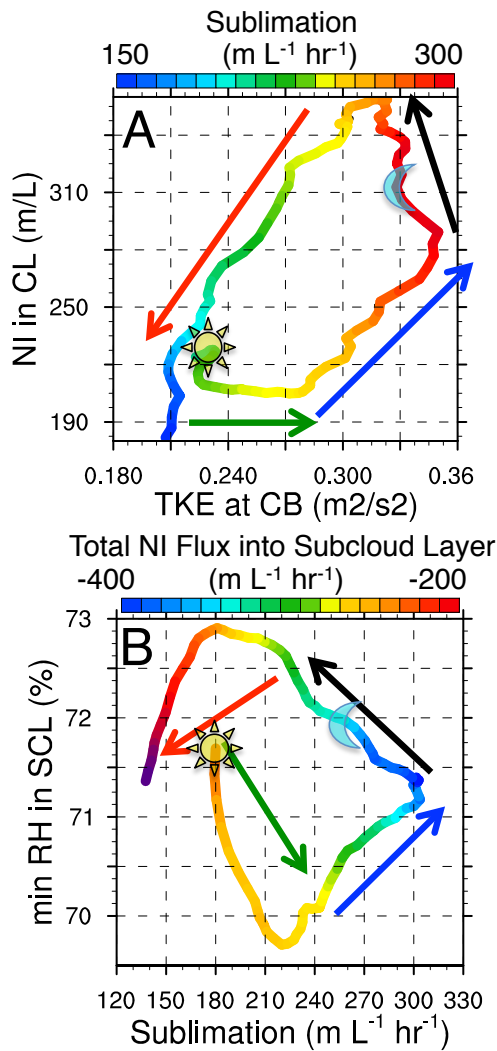 Sublimation
150 (m L-1 hr-1) 300
A
310
250
190
NI in CL (m/L)
0.180 0.240 0.300 0.36
TKE at CB (m2/s2)
Total NI Flux into Subcloud Layer
-400 (m L-1 hr-1) -200
B
73
72
71
70
min RH in SCL (%)
120 150 180 210 240 270 300 330
Sublimation (m L-1 hr-1)